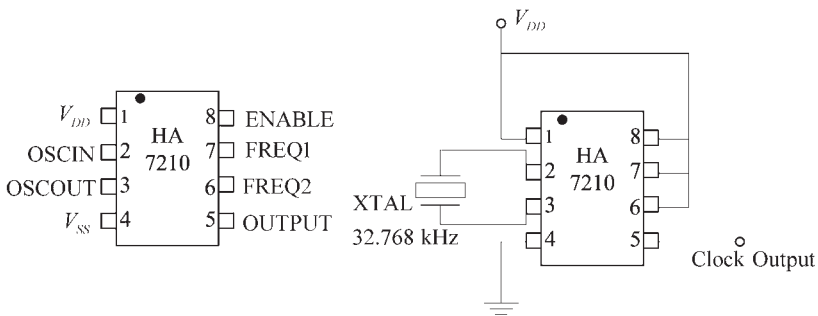 V_DD 1 8 ENABLE
HA
7210
OSCIN 2 7 FREQ1
OSCOUT 3 6 FREQ2
V_SS 4 5 OUTPUT
V_DD
1 8
HA
7210
2 7
XTAL 3 6
32.768 kHz 4 5
Clock Output